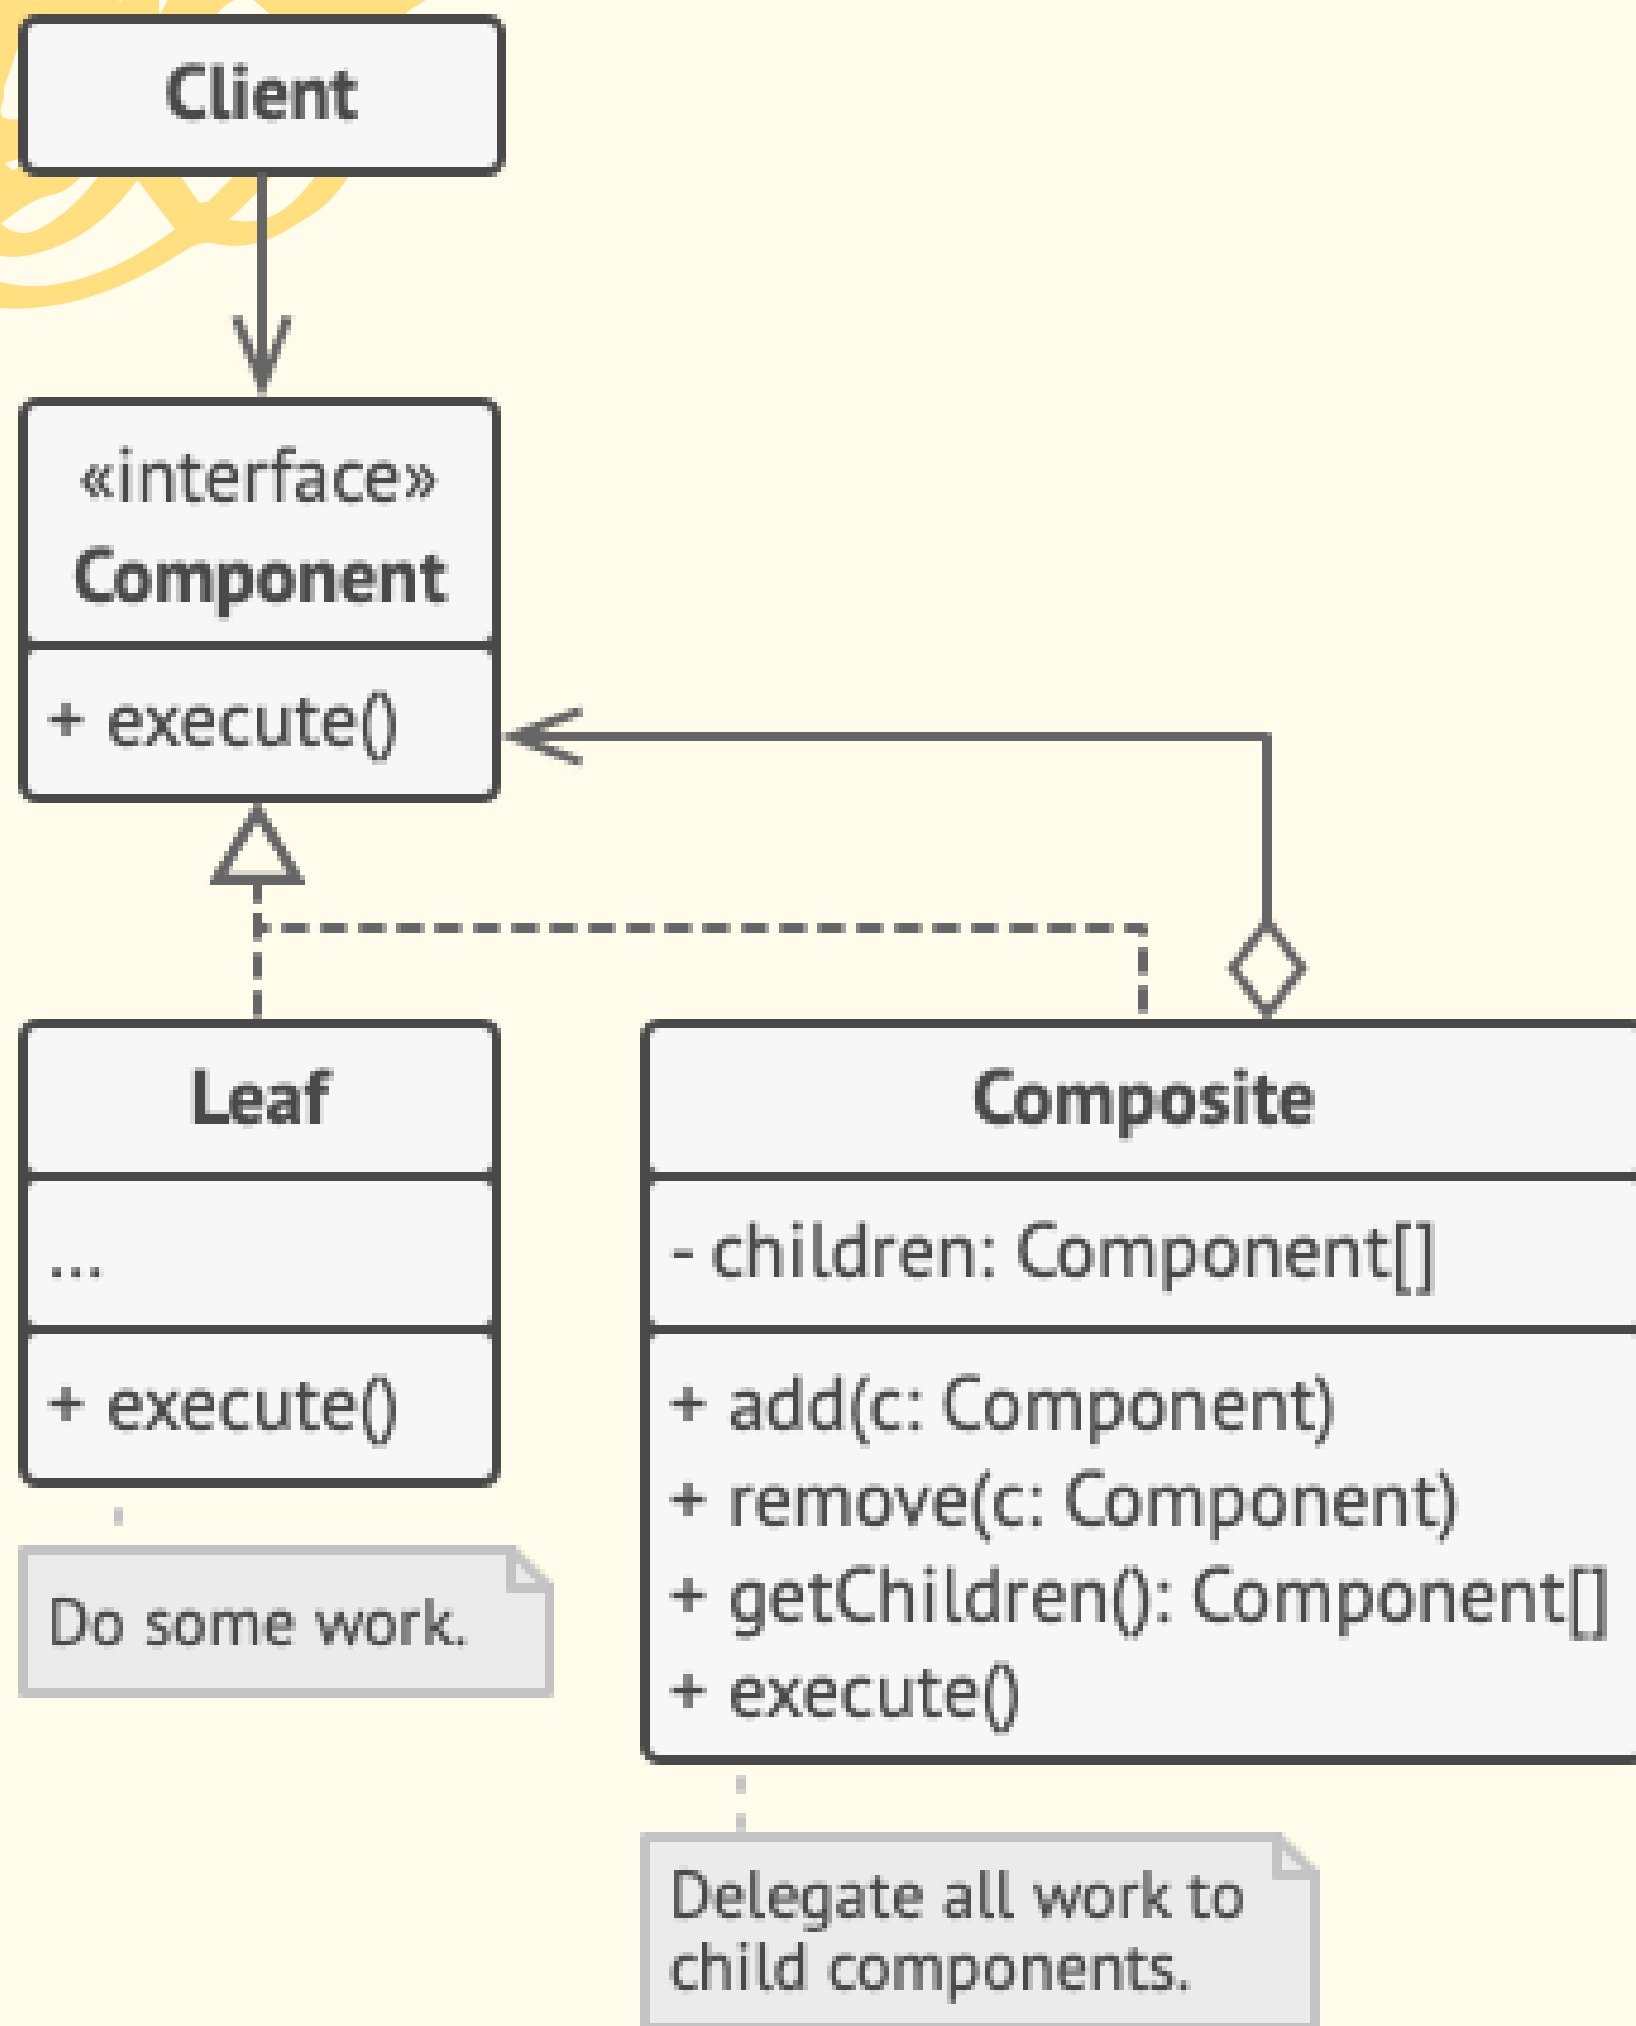 Client
«interface»
Component
+ execute()
Leaf
...
+ execute()
Do some work.
Composite
- children: Component[]
+ add(c: Component)
+ remove(c: Component)
+ getChildren(): Component[]
+ execute()
Delegate all work to
child components.